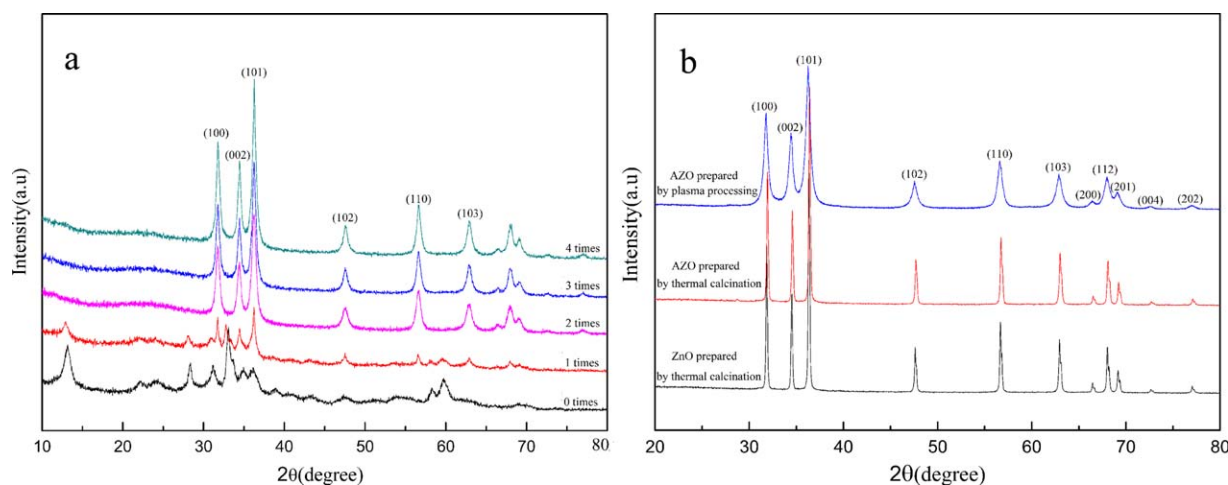 a
(101)
(100)
(002)
(102)
(110)
(103)
4 times
3 times
2 times
1 times
0 times
Intensity(a.u)
10 20 30 40 50 60 70 80
2θ(degree)
b
(101)
(100)
(002)
(102)
(110)
(103)
(112)
(200)
(201)
(004)
(202)
AZO prepared
by plasma processing
AZO prepared
by thermal calcination
ZnO prepared
by thermal calcination
Intensity(a.u)
20 30 40 50 60 70 80
2θ(degree)